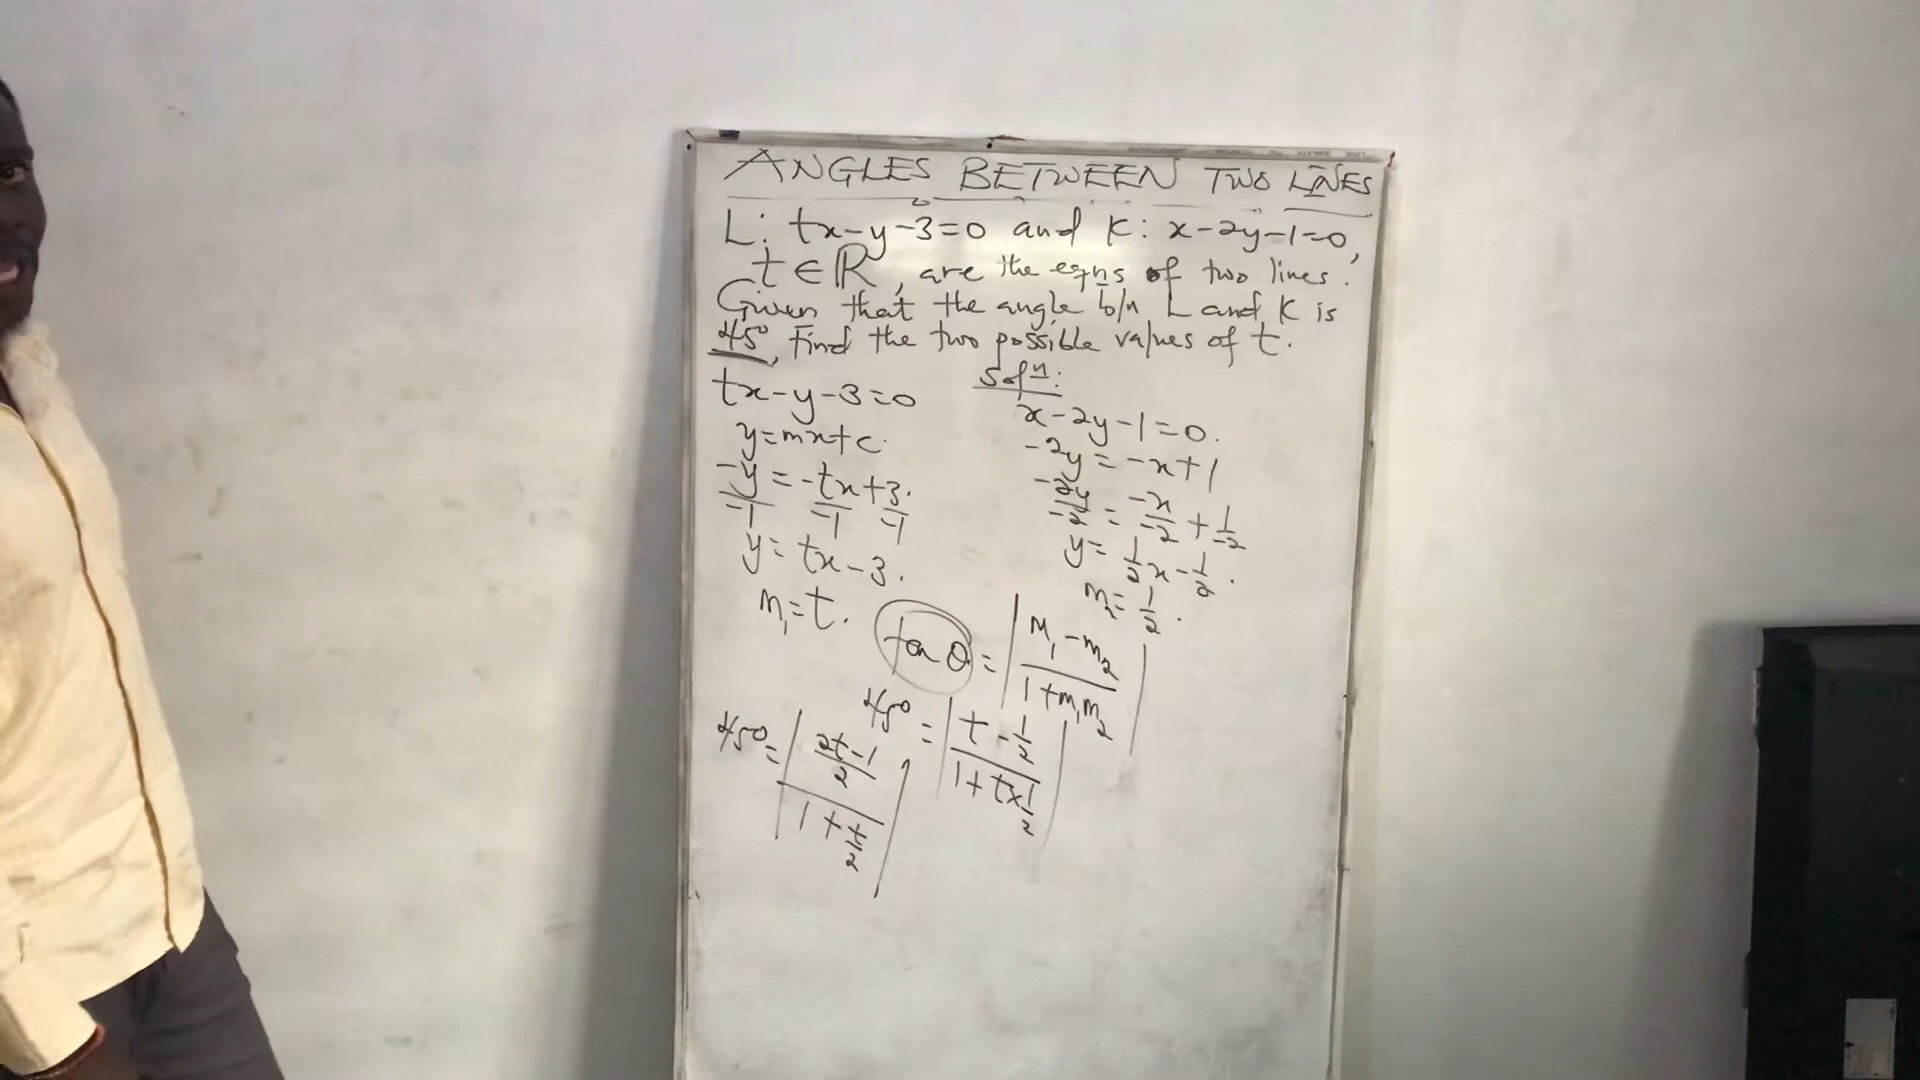 ANGLES BETWEEN TWO LINES
L: tx-y-3=0 and K: x-2y-1=0,
t∈ℝ, are the eqns of two lines.
Given that the angle b/n L and K is
45°, Find the two possible values of t.
Solⁿ:
tx-y-3=0
y=mx+c.
-y/-1 = -tx/-1 + 3/-1
y = tx-3.
m₁=t.
x-2y-1=0.
-2y = -x+1
-2y/-2 = -x/-2 + 1/-2
y = 1/2 x - 1/2.
m₂ = 1/2.
tan θ = |(m₁-m₂)/(1+m₁m₂)|
45° = |(t-1/2)/(1+t×1/2)|
45° = |((2t-1)/2)/(1+t/2)|